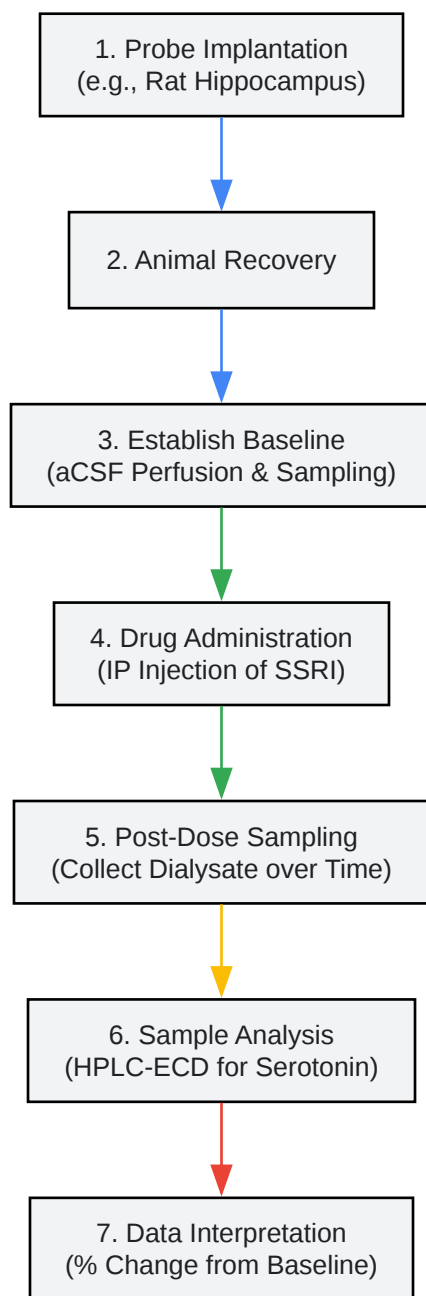 1. Probe Implantation
(e.g., Rat Hippocampus)
2. Animal Recovery
3. Establish Baseline
(aCSF Perfusion & Sampling)
4. Drug Administration
(IP Injection of SSRI)
5. Post-Dose Sampling
(Collect Dialysate over Time)
6. Sample Analysis
(HPLC-ECD for Serotonin)
7. Data Interpretation
(% Change from Baseline)